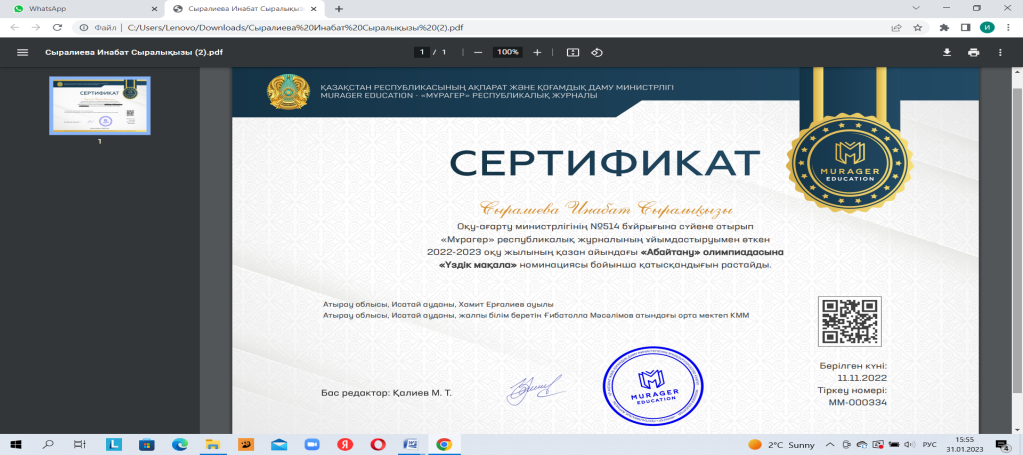 WhatsApp
Сыралиева Инабат Сыралықы
Файл | C:/Users/Lenovo/Downloads/Сыралиева%20Инабат%20Сыралықызы%20(2).pdf
Сыралиева Инабат Сыралықызы (2).pdf
1 / 1
100%
1
ҚАЗАҚСТАН РЕСПУБЛИКАСЫНЫҢ АҚПАРАТ ЖӘНЕ ҚОҒАМДЫҚ ДАМУ МИНИСТРЛІГІ
MURAGER EDUCATION - «МҰРАГЕР» РЕСПУБЛИКАЛЫҚ ЖУРНАЛЫ
MURAGER
EDUCATION
СЕРТИФИКАТ
Сыралиева Инабат Сыралықызы
Оқу-ағарту министрлігінің №514 бұйрығына сүйене отырып
«Мұрагер» республикалық журналының ұйымдастыруымен өткен
2022-2023 оқу жылының қазан айындағы «Абайтану» олимпиадасына
«Үздік мақала» номинациясы бойынша қатысқандығын растайды.
Атырау облысы, Исатай ауданы, Хамит Ерғалиев ауылы
Атырау облысы, Исатай ауданы, жалпы білім беретін Ғибатолла Мәсәлімов атындағы орта мектеп КММ
Берілген күні:
11.11.2022
Тіркеу номері:
ММ-000334
Бас редактор: Қалиев М. Т.
MURAGER
EDUCATION
2°C Sunny
РУС
15:55
31.01.2023